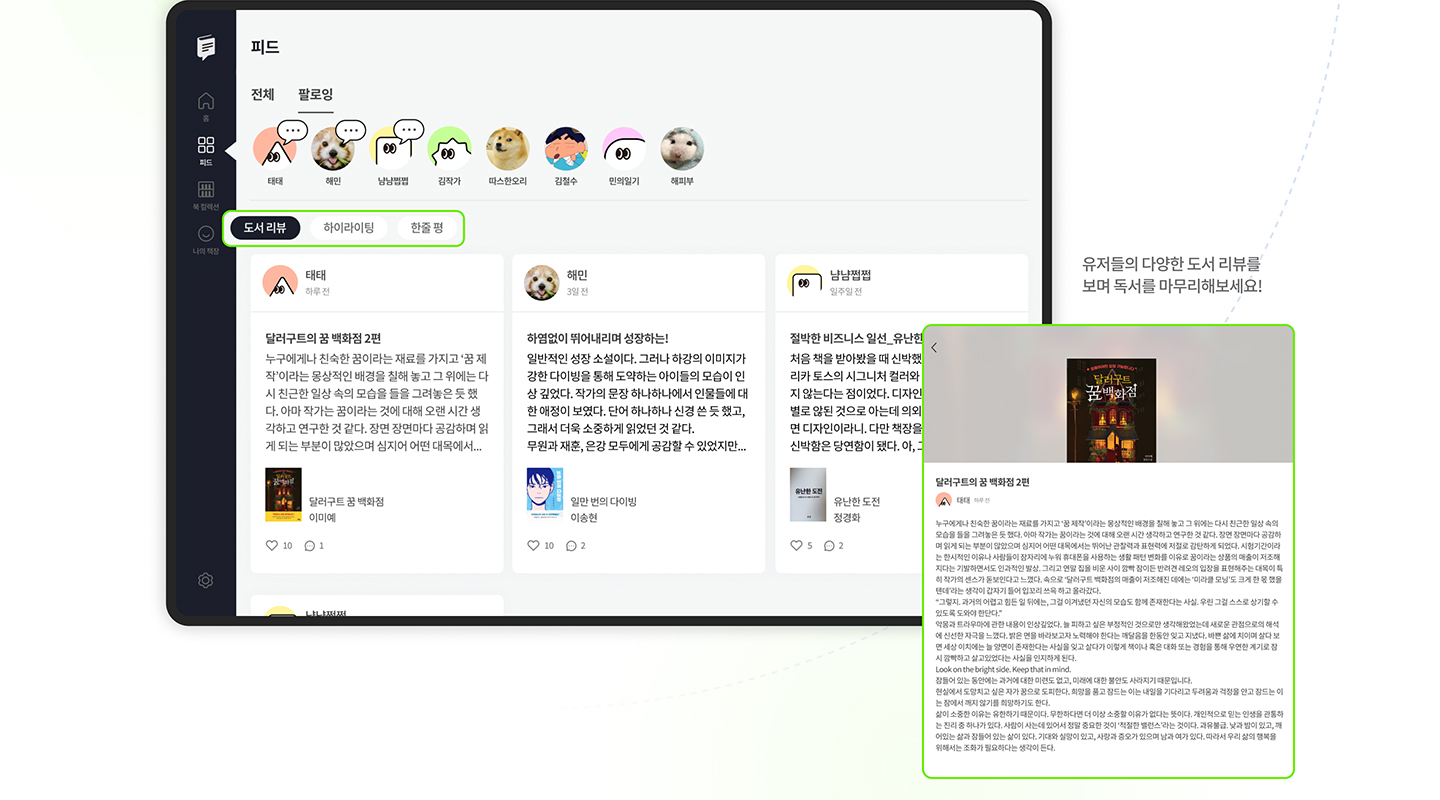 피드
전체
팔로잉
홈
피드
북 컬렉션
나의 책장
태태
해민
냠냠쩝쩝
김작가
따스한오리
김철수
민의일기
해피부
도서 리뷰
하이라이팅
한줄 평
태태
하루 전
달러구트의 꿈 백화점 2편
누구에게나 친숙한 꿈이라는 재료를 가지고 ‘꿈 제
작’이라는 몽상적인 배경을 칠해 놓고 그 위에는 다
시 친근한 일상 속의 모습을 들을 그려놓은 듯 했
다. 아마 작가는 꿈이라는 것에 대해 오랜 시간 생
각하고 연구한 것 같다. 장면 장면마다 공감하며 읽
게 되는 부분이 많았으며 심지어 어떤 대목에서...
달러구트 꿈 백화점
이미예
10
1
해민
3일 전
하염없이 뛰어내리며 성장하는!
일반적인 성장 소설이다. 그러나 하강의 이미지가
강한 다이빙을 통해 도약하는 아이들의 모습이 인
상 깊었다. 작가의 문장 하나하나에서 인물들에 대
한 애정이 보였다. 단어 하나하나 신경 쓴 듯 했고,
그래서 더욱 소중하게 읽었던 것 같다.
무원과 재훈, 은강 모두에게 공감할 수 있었지만...
일만 번의 다이빙
이송현
10
2
냠냠쩝쩝
일주일 전
절박한 비즈니스 일선_유난한
처음 책을 받아봤을 때 신박했
리카 토스의 시그니처 컬러와
지 않는다는 점이었다. 디자인
별로 않된 것으로 아는데 의외
면 디자인이라니. 다만 책장을
신박함은 당연함이 됐다. 아, 그
유난한 도전
유난한 도전
정경화
5
2
냠냠쩝쩝
유저들의 다양한 도서 리뷰를
보며 독서를 마무리해보세요!
달러구트
꿈백화점
달러구트의 꿈 백화점 2편
태태 하루 전
누구에게나 친숙한 꿈이라는 재료를 가지고 ‘꿈 제작’이라는 몽상적인 배경을 칠해 놓고 그 위에는 다시 친근한 일상 속의
모습을 들을 그려놓은 듯 했다. 아마 작가는 꿈이라는 것에 대해 오랜 시간 생각하고 연구한 것 같다. 장면 장면마다 공감하
며 읽게 되는 부분이 많았으며 심지어 어떤 대목에서는 뛰어난 관찰력과 표현력에 저절로 감탄하게 되었다. 시험기간이라
는 한시적인 이유나 사람들이 잠자리에 누워 휴대폰을 사용하는 생활 패턴 변화를 이유로 꿈이라는 상품의 매출이 저조해
지다는 기발하면서도 인과적인 발상. 그리고 연말 집을 비운 사이 깜빡 잠이든 반려견 레오의 입장을 표현해주는 대목이 특
히 작가의 센스가 돋보인다고 느꼈다. 속으로 ‘달러구트 백화점의 매출이 저조해진 데에는 ‘미라클 모닝’도 크게 한 몫 했을
텐데’라는 생각이 갑자기 들어 입꼬리 쓰윽 하고 올라갔다.
“그렇지. 과거의 어렵고 힘든 일 뒤에는, 그걸 이겨냈던 자신의 모습도 함께 존재한다는 사실. 우린 그걸 스스로 상기할 수
있도록 도와야 한단다.”
악몽과 트라우마에 관한 내용이 인상깊었다. 늘 피하고 싶은 부정적인 것으로만 생각해왔었는데 새로운 관점으로의 해석
에 신선한 자극을 느꼈다. 밝은 면을 바라보고자 노력해야 한다는 깨달음을 한동안 잊고 지냈다. 바쁜 삶에 치이며 살다 보
면 세상 이치에는 늘 양면이 존재한다는 사실을 잊고 살다가 이렇게 책이나 혹은 대화 또는 경험을 통해 우연한 계기로 잠
시 깜빡하고 살고있었다는 사실을 인지하게 된다.
Look on the bright side. Keep that in mind.
잠들어 있는 동안에는 과거에 대한 미련도 없고, 미래에 대한 불안도 사라지기 때문입니다.
현실에서 도망치고 싶은 자가 꿈으로 도피한다. 희망을 품고 잠드는 이는 내일을 기다리고 두려움과 걱정을 안고 잠드는 이
는 잠에서 깨지 않기를 희망하기도 한다.
삶이 소중한 이유는 유한하기 때문이다. 무한하다면 더 이상 소중할 이유가 없다는 뜻이다. 개인적으로 믿는 인생을 관통하
는 진리 중 하나가 있다. 사람이 사는데 있어서 정말 중요한 것이 ‘적절한 밸런스’라는 것이다. 과유불급. 낮과 밤이 있고, 깨
어있는 삶과 잠들어 있는 삶이 있다. 기대와 실망이 있고, 사랑과 증오가 있으며 남과 여가 있다. 따라서 우리 삶의 행복을
위해서는 조화가 필요하다는 생각이 든다.